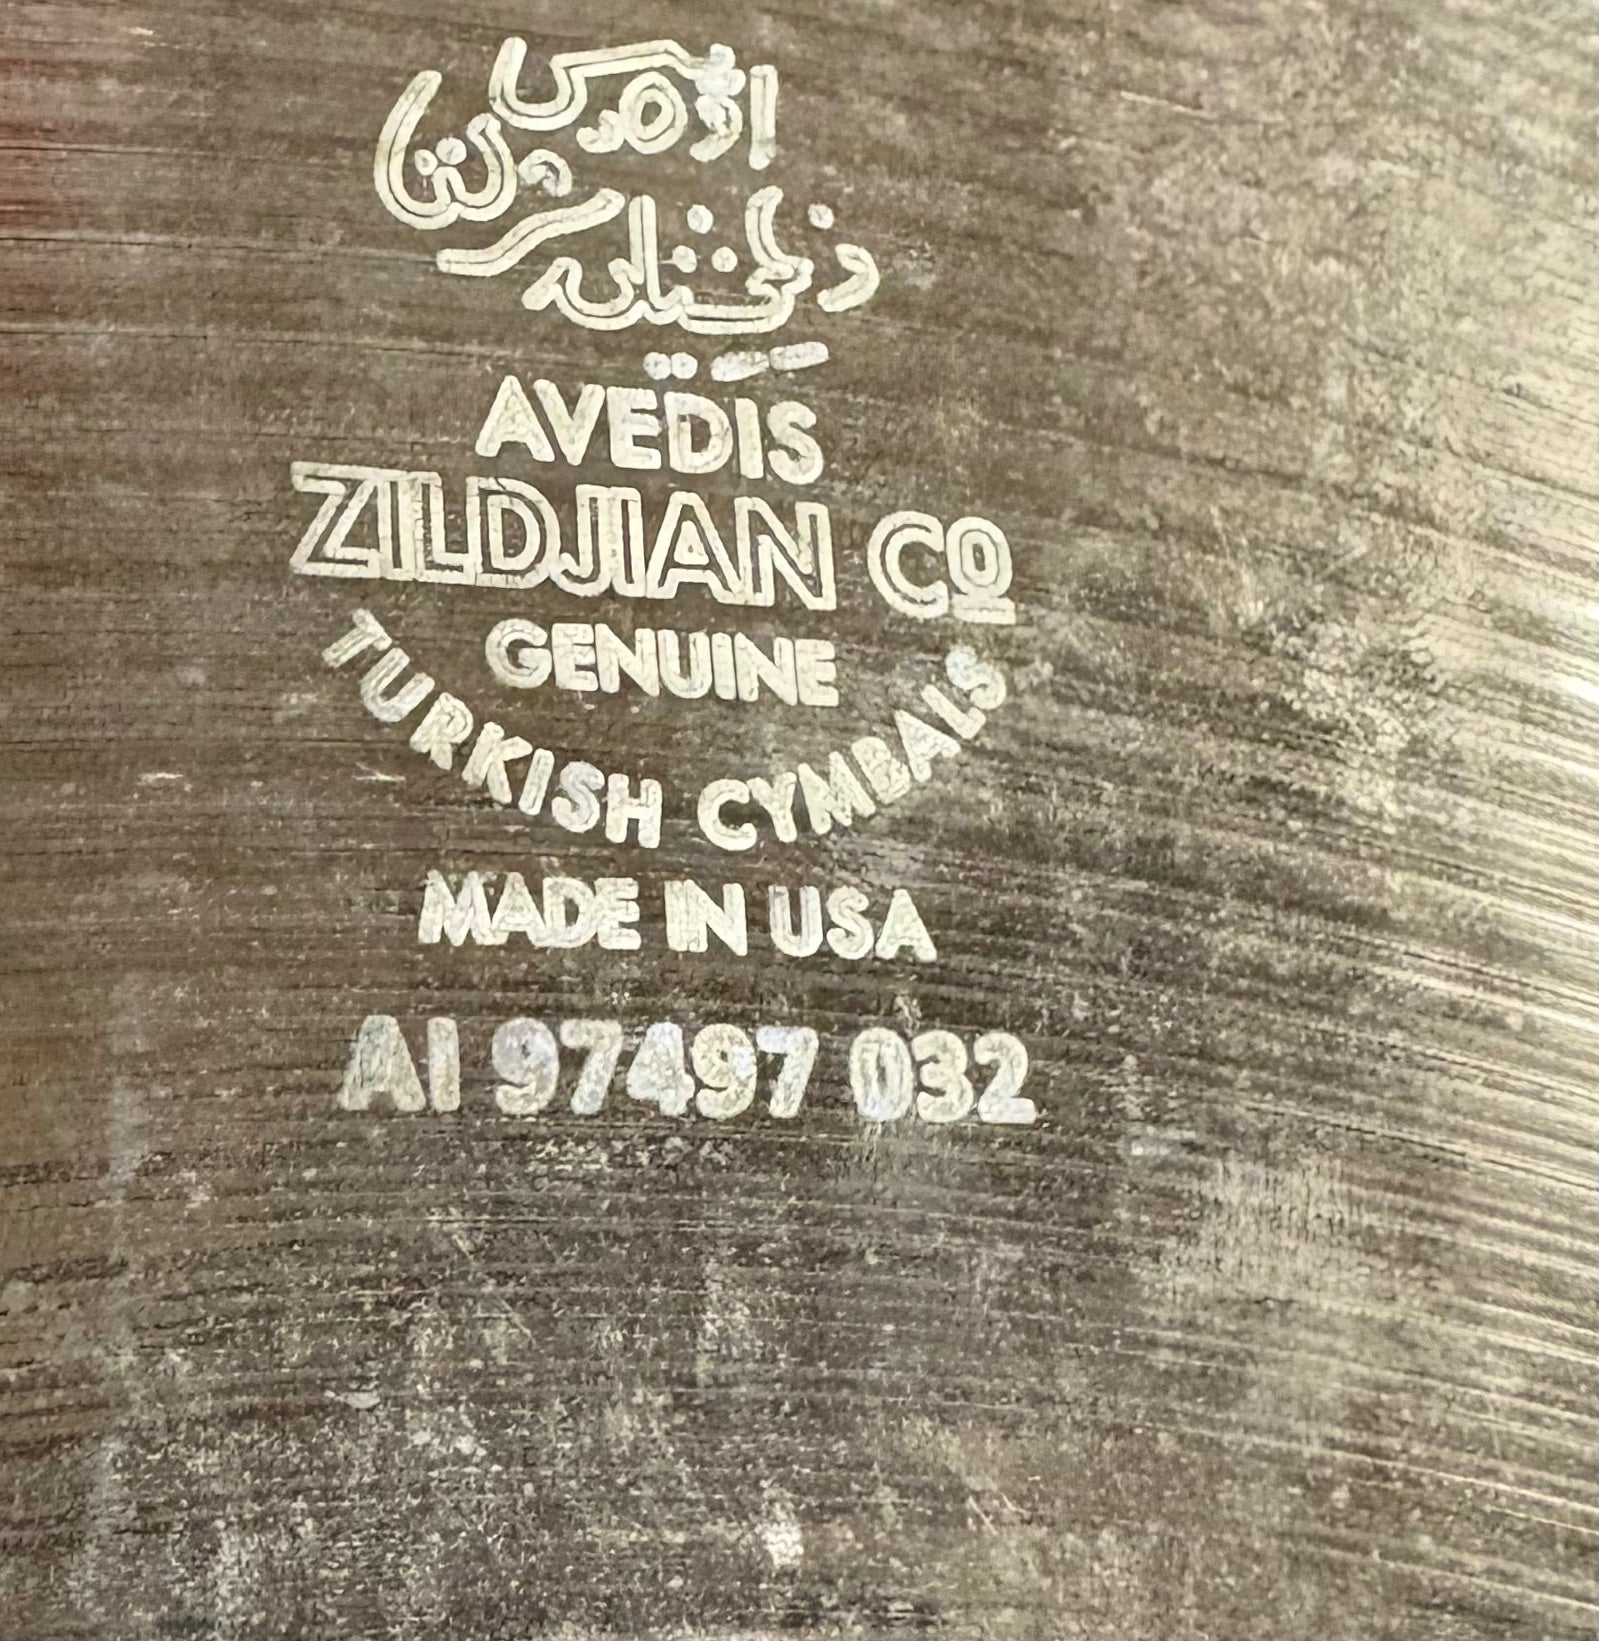 AVEDIS
ZILDJIAN Co
GENUINE
TURKISH CYMBALS
MADE IN USA
AI 97497 032